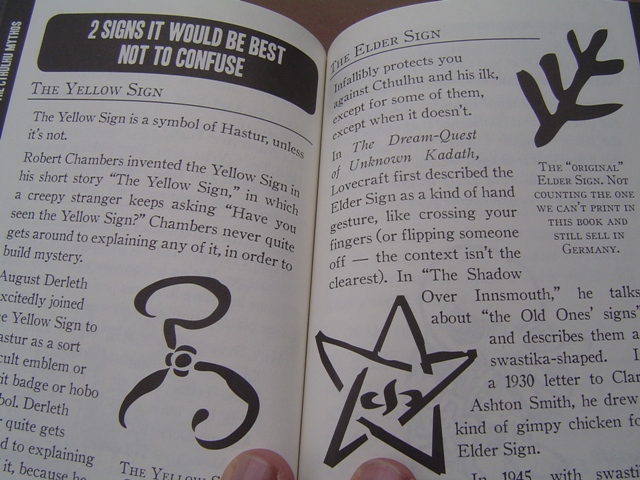 THE CTHULHU MYTHOS
2 SIGNS IT WOULD BE BEST
NOT TO CONFUSE
THE YELLOW SIGN
The Yellow Sign is a symbol of Hastur, unless
it's not.
Robert Chambers invented the Yellow Sign in
his short story "The Yellow Sign," in which
a creepy stranger keeps asking "Have you
seen the Yellow Sign?" Chambers never quite
gets around to explaining any of it, in order to
build mystery.
August Derleth
excitedly joined
e Yellow Sign to
astur as a sort
cult emblem or
it badge or hobo
bol. Derleth
quite gets
d to explaining
it, because he
THE YELLOW S
THE ELDER SIGN
Infallibly protects you
against Cthulhu and his ilk,
except for some of them,
except when it doesn't.
In The Dream-Quest
of Unknown Kadath,
Lovecraft first described the
Elder Sign as a kind of hand
gesture, like crossing your
fingers (or flipping someone
off — the context isn't the
clearest). In "The Shadow
Over Innsmouth," he talks
about "the Old Ones' signs"
and describes them a
swastika-shaped. I
a 1930 letter to Clar
Ashton Smith, he drew
kind of gimpy chicken fo
Elder Sign.
In 1945, with swasti
THE "ORIGINAL"
ELDER SIGN. NOT
COUNTING THE ONE
WE CAN'T PRINT IN
THIS BOOK AND
STILL SELL IN
GERMANY.